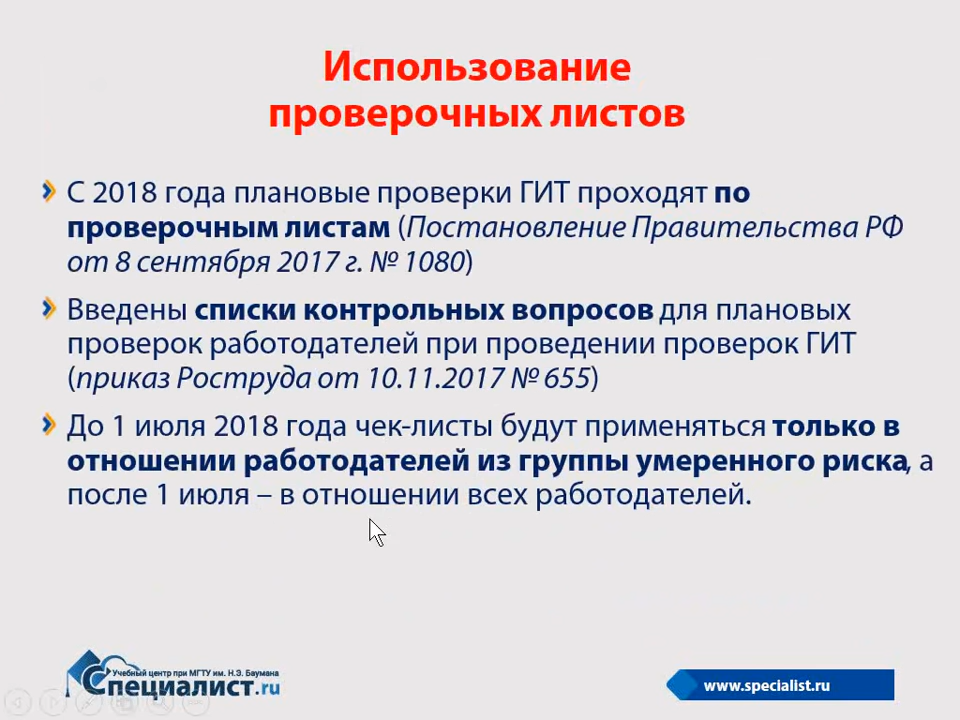 Использование
проверочных листов
С 2018 года плановые проверки ГИТ проходят по
проверочным листам (Постановление Правительства РФ
от 8 сентября 2017 г. № 1080)
Введены списки контрольных вопросов для плановых
проверок работодателей при проведении проверок ГИТ
(приказ Роструда от 10.11.2017 № 655)
До 1 июля 2018 года чек-листы будут применяться только в
отношении работодателей из группы умеренного риска, а
после 1 июля – в отношении всех работодателей.
Учебный центр при МГТУ им. Н.Э. Баумана
Специалист.ru
www.specialist.ru